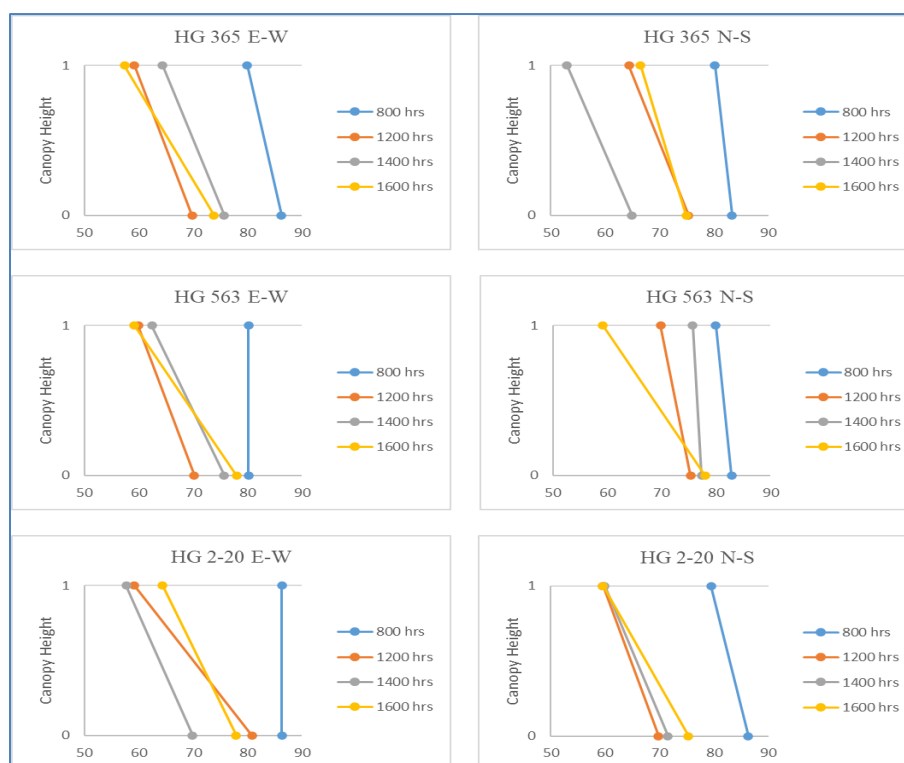 HG 365 E-W
1
Canopy Height
0
50 60 70 80 90
800 hrs
1200 hrs
1400 hrs
1600 hrs
HG 365 N-S
1
Canopy Height
0
50 60 70 80 90
800 hrs
1200 hrs
1400 hrs
1600 hrs
HG 563 E-W
1
Canopy Height
0
50 60 70 80 90
800 hrs
1200 hrs
1400 hrs
1600 hrs
HG 563 N-S
1
Canopy Height
0
50 60 70 80 90
800 hrs
1200 hrs
1400 hrs
1600 hrs
HG 2-20 E-W
1
Canopy Height
0
50 60 70 80 90
800 hrs
1200 hrs
1400 hrs
1600 hrs
HG 2-20 N-S
1
Canopy Height
0
50 60 70 80 90
800 hrs
1200 hrs
1400 hrs
1600 hrs